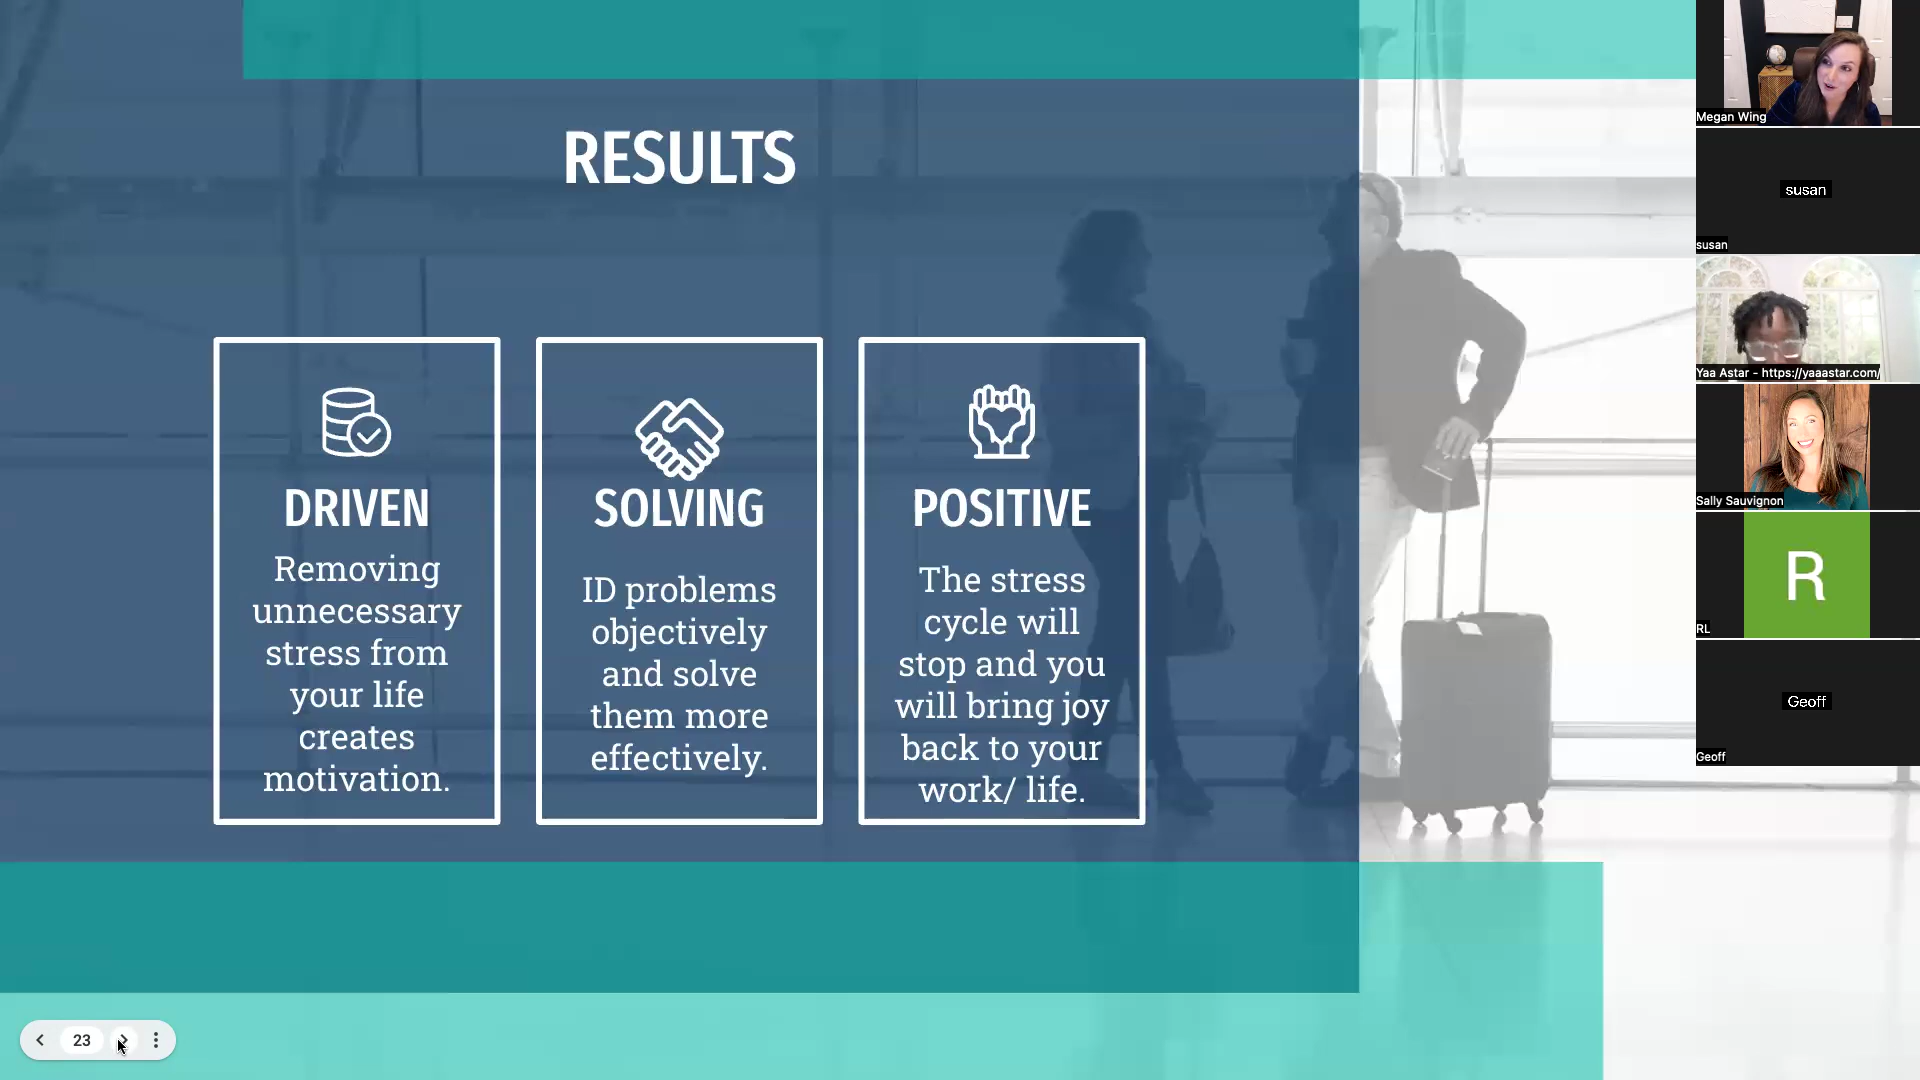 RESULTS
DRIVEN
Removing
unnecessary
stress from
your life
creates
motivation.
SOLVING
ID problems
objectively
and solve
them more
effectively.
POSITIVE
The stress
cycle will
stop and you
will bring joy
back to your
work/ life.
23
Megan Wing
susan
susan
Yaa Astar - https://yaaastar.com/
Sally Sauvignon
R
RL
Geoff
Geoff